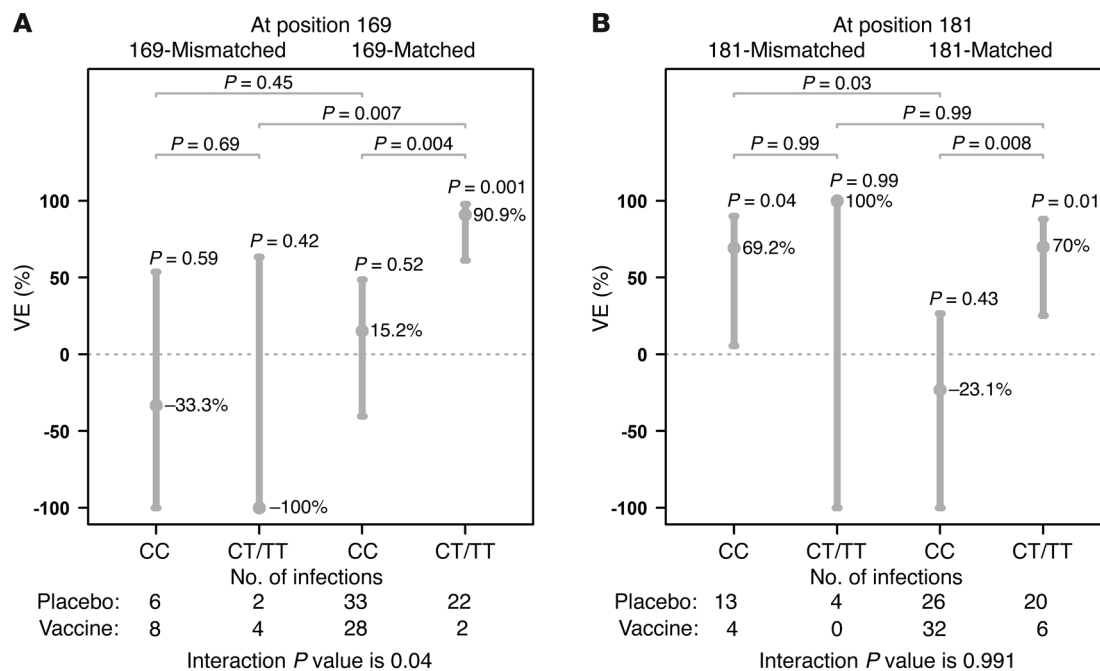 A
At position 169
169-Mismatched 169-Matched
P = 0.45
P = 0.007
P = 0.69 P = 0.004
P = 0.001
90.9%
P = 0.42
P = 0.59 P = 0.52
15.2%
–33.3%
–100%
VE (%)
100
50
0
-50
-100
CC CT/TT CC CT/TT
No. of infections
Placebo: 6 2 33 22
Vaccine: 8 4 28 2
Interaction P value is 0.04
B
At position 181
181-Mismatched 181-Matched
P = 0.03
P = 0.99
P = 0.99 P = 0.008
P = 0.99
P = 0.04 100% P = 0.01
69.2% 70%
P = 0.43
–23.1%
VE (%)
100
50
0
-50
-100
CC CT/TT CC CT/TT
No. of infections
Placebo: 13 4 26 20
Vaccine: 4 0 32 6
Interaction P value is 0.991